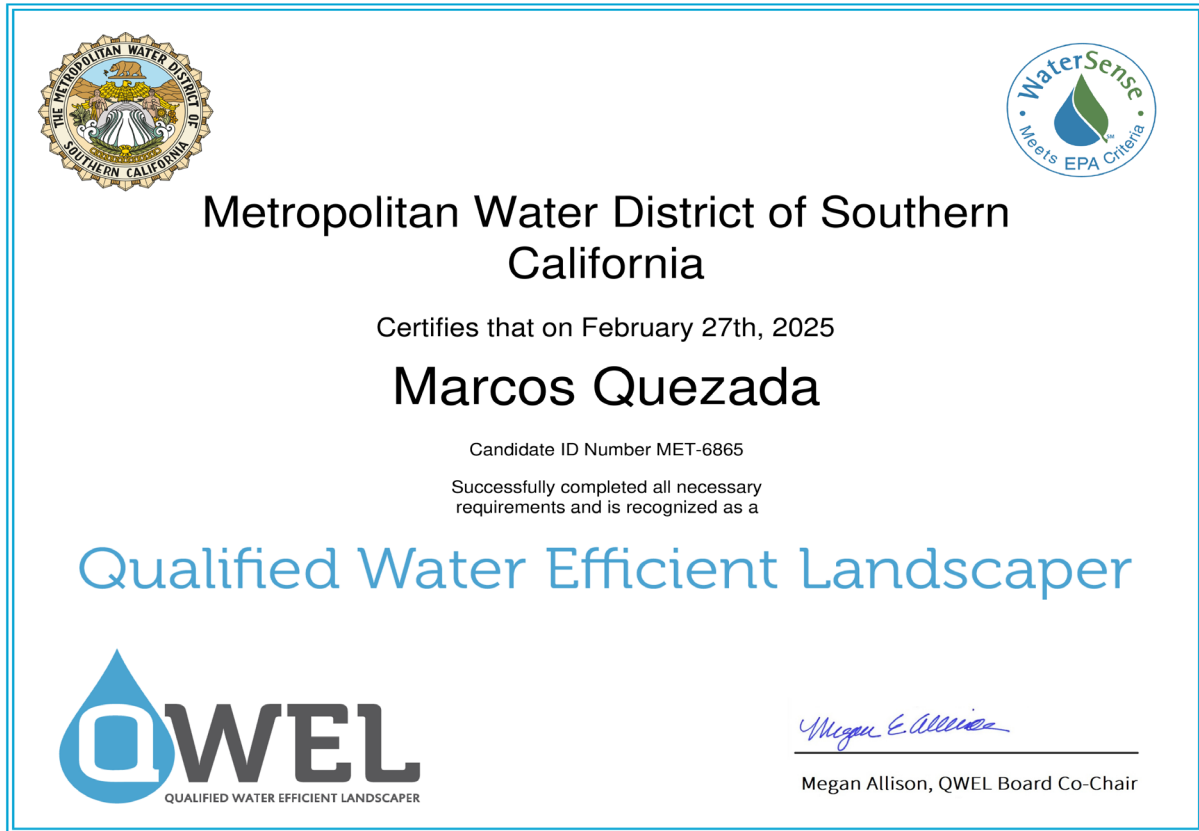 THE METROPOLITAN WATER DISTRICT OF
SOUTHERN CALIFORNIA
WaterSense
SM
Meets EPA Criteria
Metropolitan Water District of Southern
California
Certifies that on February 27th, 2025
Marcos Quezada
Candidate ID Number MET-6865
Successfully completed all necessary
requirements and is recognized as a
Qualified Water Efficient Landscaper
QWEL
QUALIFIED WATER EFFICIENT LANDSCAPER
Megan E Allison
Megan Allison, QWEL Board Co-Chair